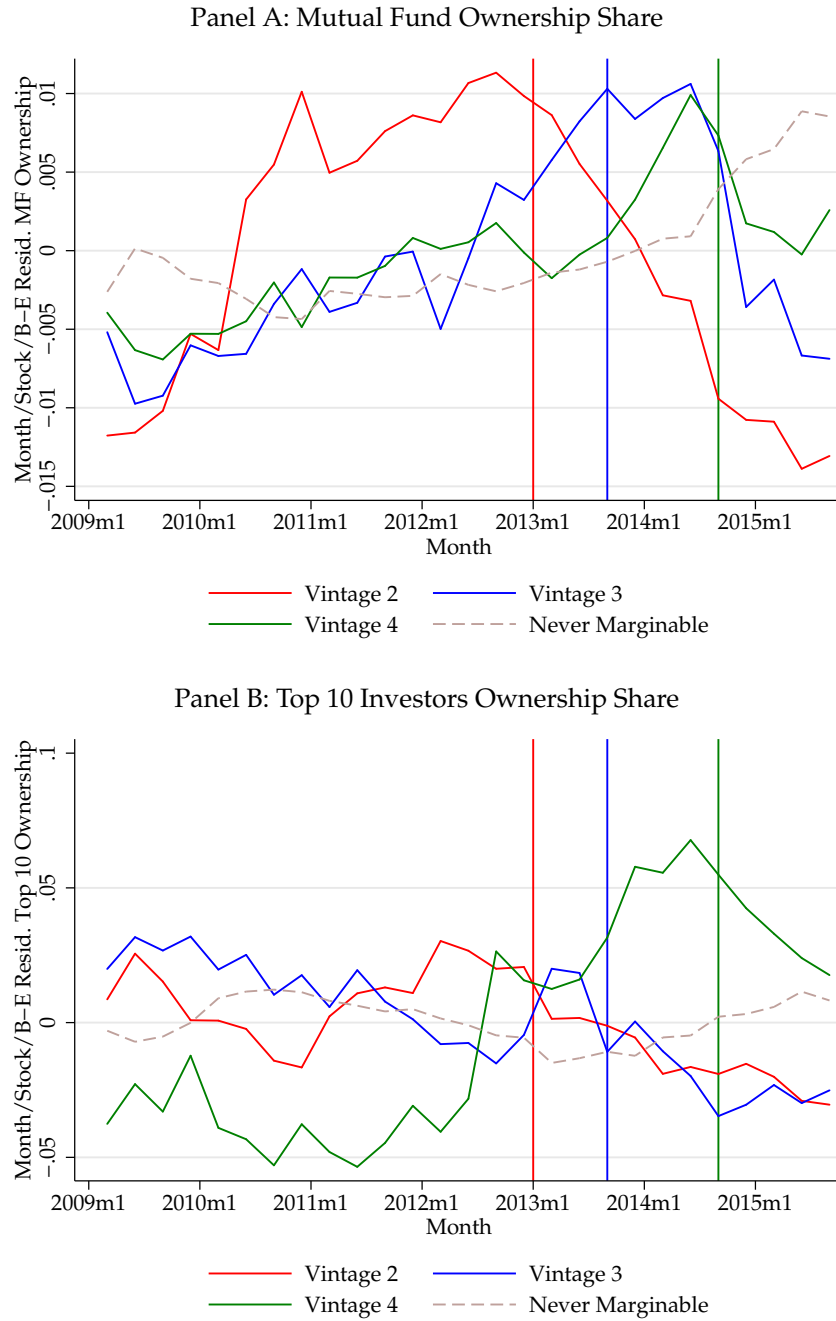 Panel A: Mutual Fund Ownership Share
Month/Stock/B−E Resid. MF Ownership
.01
.005
0
−.005
−.01
−.015
2009m1 2010m1 2011m1 2012m1 2013m1 2014m1 2015m1
Month
Vintage 2 Vintage 3
Vintage 4 Never Marginable
Panel B: Top 10 Investors Ownership Share
Month/Stock/B−E Resid. Top 10 Ownership
.1
.05
0
−.05
2009m1 2010m1 2011m1 2012m1 2013m1 2014m1 2015m1
Month
Vintage 2 Vintage 3
Vintage 4 Never Marginable